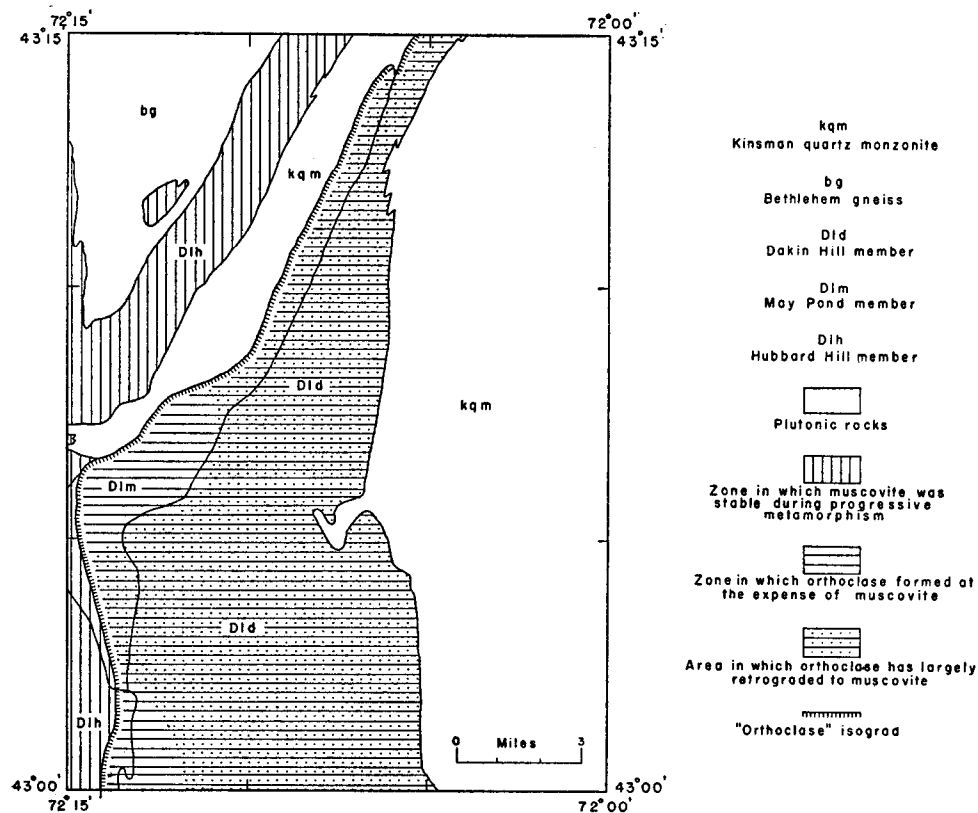 72°15'
72°00'
43°15'
43°15'
bg
kqm
Dlh
Dld
kqm
Dlm
Dld
Dlh
0 Miles 3
43°00'
43°00'
72°15'
72°00'
kqm
Kinsman quartz monzonite
bg
Bethlehem gneiss
Dld
Dakin Hill member
Dlm
May Pond member
Dlh
Hubbard Hill member
Plutonic rocks
Zone in which muscovite was
stable during progressive
metamorphism
Zone in which orthoclase formed at
the expense of muscovite
Area in which orthoclase has largely
retrograded to muscovite
"Orthoclase" isograd